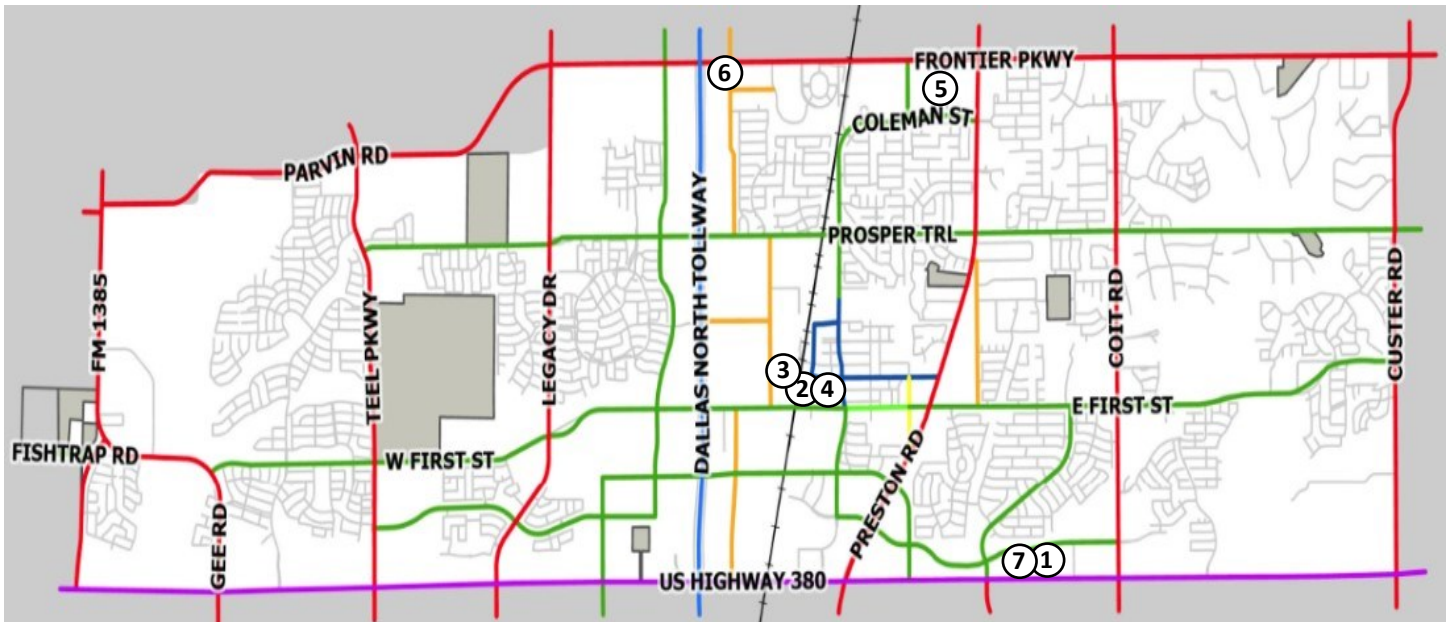 FRONTIER PKWY
6
5
COLEMAN ST
PARVIN RD
PROSPER TRL
DALLAS NORTH TOLLWAY
FM 1385
TEEL PKWY
LEGACY DR
COIT RD
CUSTER RD
3
2
4
E FIRST ST
FISHTRAP RD
W FIRST ST
PRESTON RD
GEE RD
7
1
US HIGHWAY 380